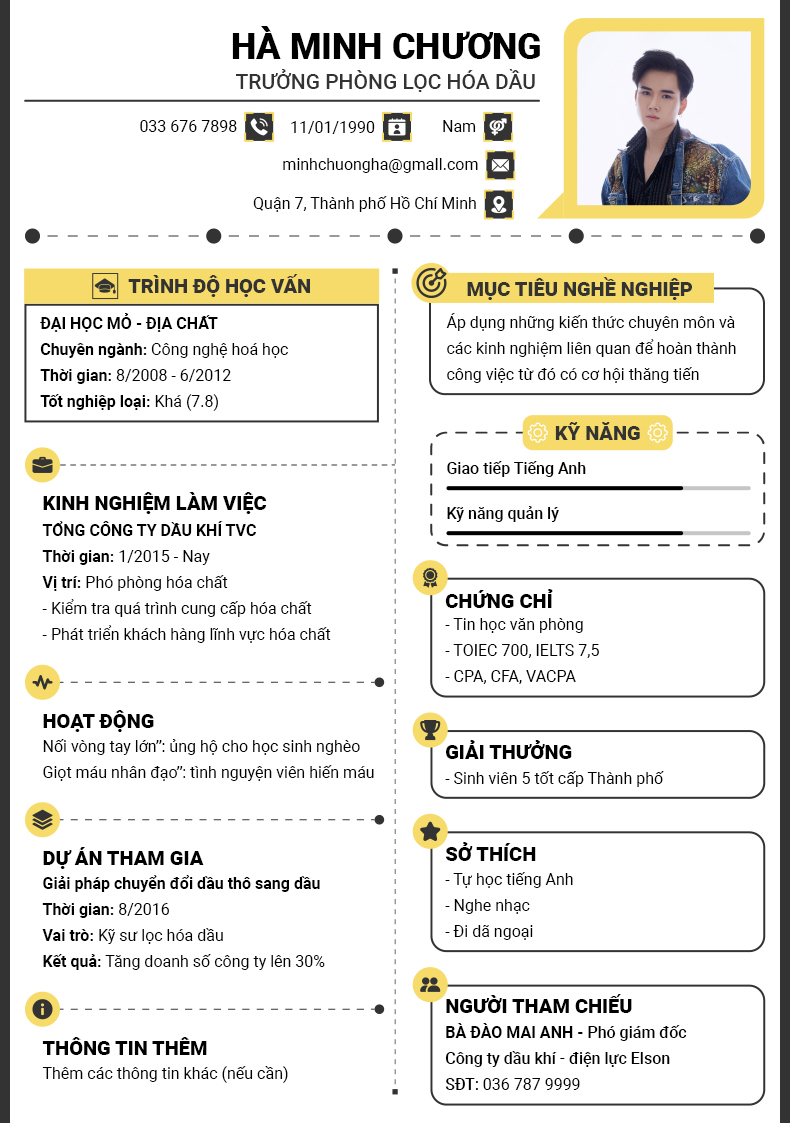 HÀ MINH CHƯƠNG
TRƯỞNG PHÒNG LỌC HÓA DẦU
033 676 7898 11/01/1990 Nam
minhchuongha@gmall.com
Quận 7, Thành phố Hồ Chí Minh
TRÌNH ĐỘ HỌC VẤN
ĐẠI HỌC MỎ - ĐỊA CHẤT
Chuyên ngành: Công nghệ hoá học
Thời gian: 8/2008 - 6/2012
Tốt nghiệp loại: Khá (7.8)
KINH NGHIỆM LÀM VIỆC
TỔNG CÔNG TY DẦU KHÍ TVC
Thời gian: 1/2015 - Nay
Vị trí: Phó phòng hóa chất
- Kiểm tra quá trình cung cấp hóa chất
- Phát triển khách hàng lĩnh vực hóa chất
HOẠT ĐỘNG
Nối vòng tay lớn”: ủng hộ cho học sinh nghèo
Giọt máu nhân đạo”: tình nguyện viên hiến máu
DỰ ÁN THAM GIA
Giải pháp chuyển đổi dầu thô sang dầu
Thời gian: 8/2016
Vai trò: Kỹ sư lọc hóa dầu
Kết quả: Tăng doanh số công ty lên 30%
THÔNG TIN THÊM
Thêm các thông tin khác (nếu cần)
MỤC TIÊU NGHỀ NGHIỆP
Áp dụng những kiến thức chuyên môn và
các kinh nghiệm liên quan để hoàn thành
công việc từ đó có cơ hội thăng tiến
KỸ NĂNG
Giao tiếp Tiếng Anh
Kỹ năng quản lý
CHỨNG CHỈ
- Tin học văn phòng
- TOIEC 700, IELTS 7,5
- CPA, CFA, VACPA
GIẢI THƯỞNG
- Sinh viên 5 tốt cấp Thành phố
SỞ THÍCH
- Tự học tiếng Anh
- Nghe nhạc
- Đi dã ngoại
NGƯỜI THAM CHIẾU
BÀ ĐÀO MAI ANH - Phó giám đốc
Công ty dầu khí - điện lực Elson
SĐT: 036 787 9999